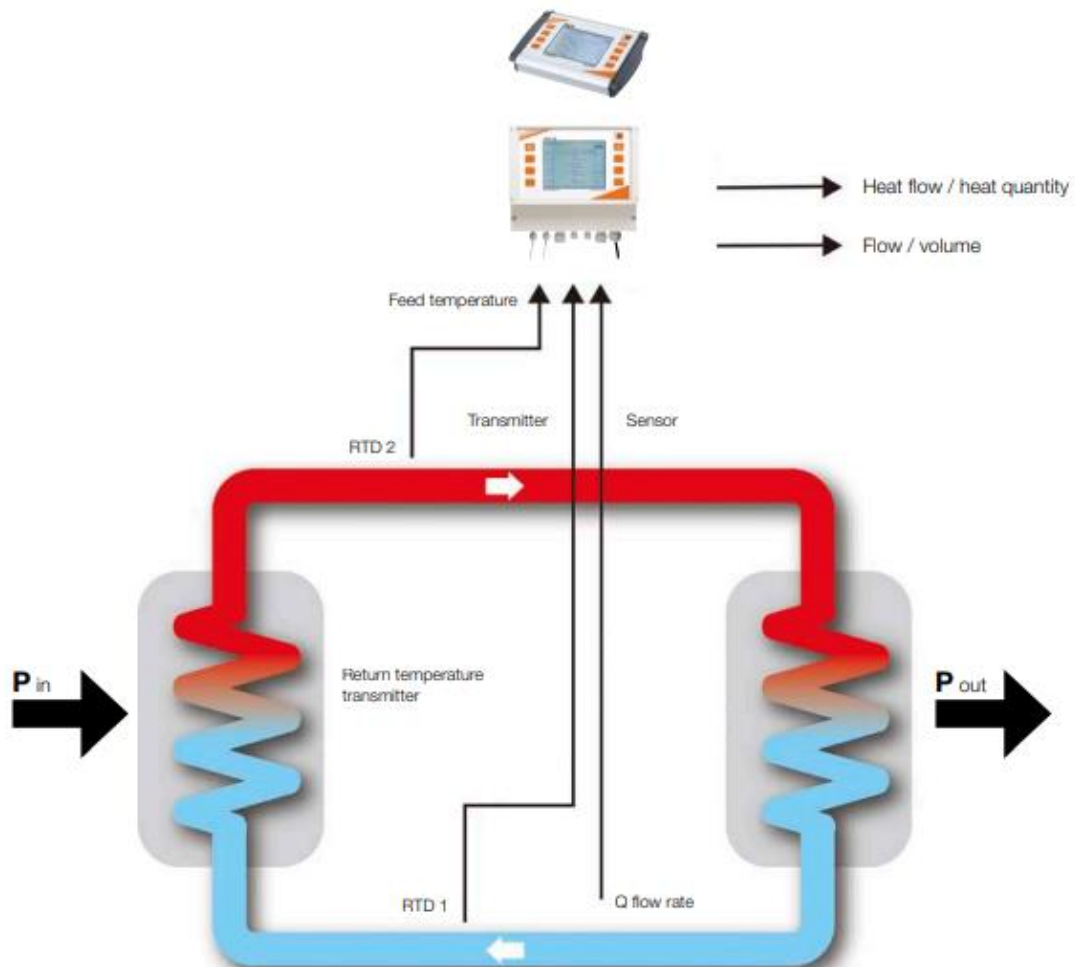 Heat flow / heat quantity
Flow / volume
Feed temperature
Transmitter
Sensor
RTD 2
Return temperature
transmitter
P in
P out
RTD 1
Q flow rate